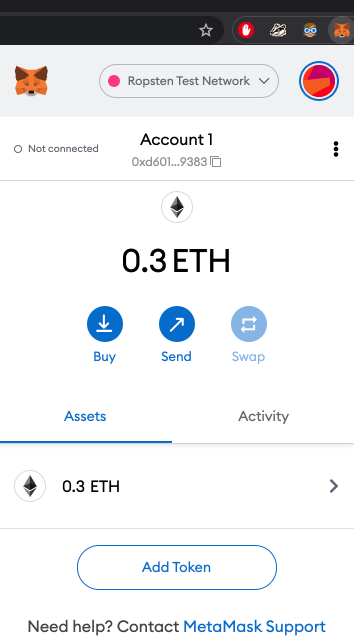 Ropsten Test Network
Not connected
Account 1
0xd601...9383
0.3 ETH
Buy
Send
Swap
Assets
Activity
0.3 ETH
Add Token
Need help? Contact MetaMask Support